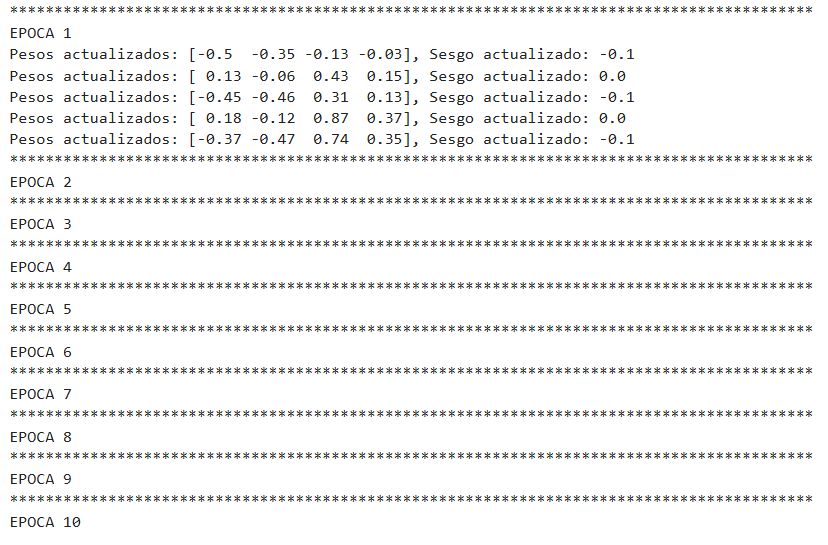 ******************************************************************************************
EPOCA 1
Pesos actualizados: [-0.5  -0.35 -0.13 -0.03], Sesgo actualizado: -0.1
Pesos actualizados: [ 0.13 -0.06  0.43  0.15], Sesgo actualizado: 0.0
Pesos actualizados: [-0.45 -0.46  0.31  0.13], Sesgo actualizado: -0.1
Pesos actualizados: [ 0.18 -0.12  0.87  0.37], Sesgo actualizado: 0.0
Pesos actualizados: [-0.37 -0.47  0.74  0.35], Sesgo actualizado: -0.1
******************************************************************************************
EPOCA 2
******************************************************************************************
EPOCA 3
******************************************************************************************
EPOCA 4
******************************************************************************************
EPOCA 5
******************************************************************************************
EPOCA 6
******************************************************************************************
EPOCA 7
******************************************************************************************
EPOCA 8
******************************************************************************************
EPOCA 9
******************************************************************************************
EPOCA 10